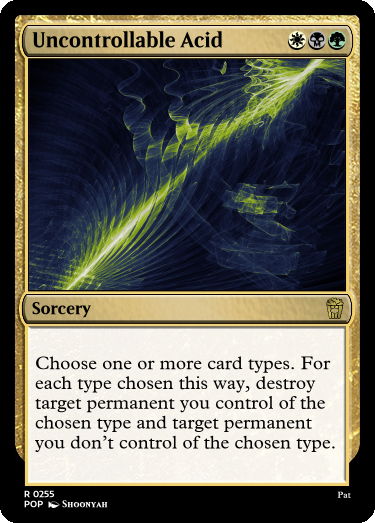 Uncontrollable Acid
Sorcery
Choose one or more card types. For
each type chosen this way, destroy
target permanent you control of the
chosen type and target permanent
you don't control of the chosen type.
R 0255
Pat
POP SHOONYAH